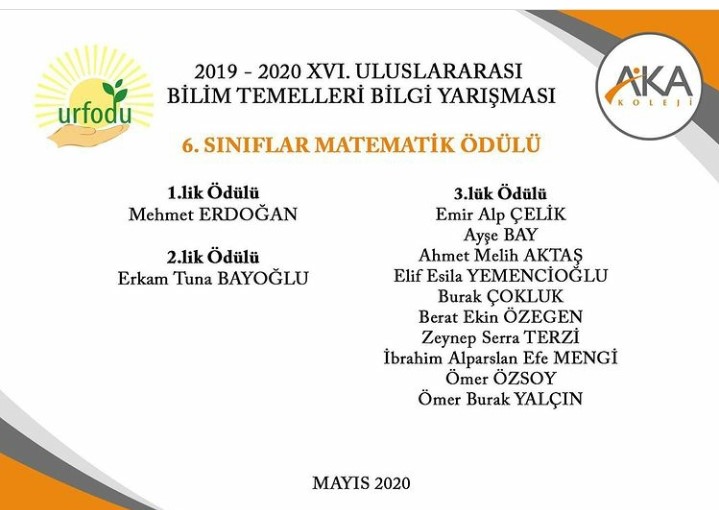 urfodu
AKA
KOLEJİ
2019 - 2020 XVI. ULUSLARARASI
BİLİM TEMELLERİ BİLGİ YARIŞMASI
6. SINIFLAR MATEMATİK ÖDÜLÜ
1.lik Ödülü
Mehmet ERDOĞAN
2.lik Ödülü
Erkam Tuna BAYOĞLU
3.lük Ödülü
Emir Alp ÇELİK
Ayşe BAY
Ahmet Melih AKTAŞ
Elif Esila YEMENCİOĞLU
Burak ÇOKLUK
Berat Ekin ÖZEGEN
Zeynep Serra TERZİ
İbrahim Alparslan Efe MENGİ
Ömer ÖZSOY
Ömer Burak YALÇIN
MAYIS 2020